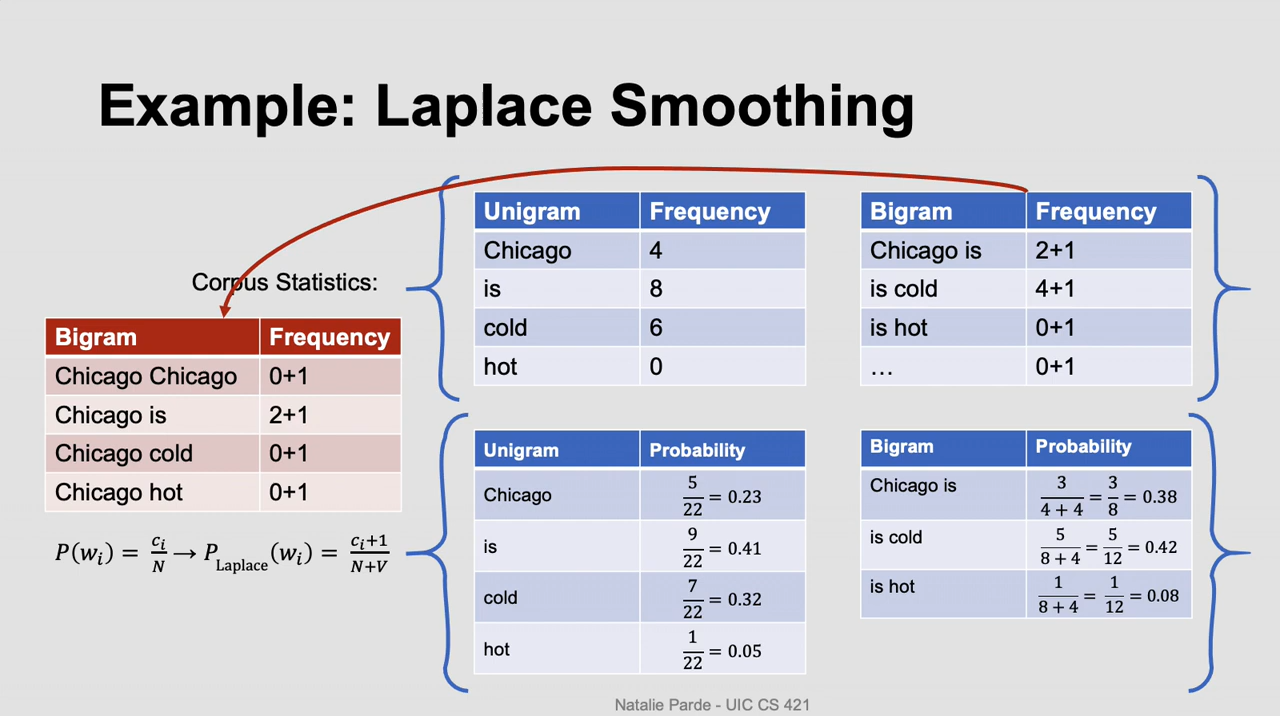 Example: Laplace Smoothing
Corpus Statistics:
Unigram Frequency
Chicago 4
is 8
cold 6
hot 0
Bigram Frequency
Chicago is 2+1
is cold 4+1
is hot 0+1
… 0+1
Bigram Frequency
Chicago Chicago 0+1
Chicago is 2+1
Chicago cold 0+1
Chicago hot 0+1
P(wᵢ) = cᵢ/N → P_Laplace(wᵢ) = (cᵢ+1)/(N+V)
Unigram Probability
Chicago 5/22 = 0.23
is 9/22 = 0.41
cold 7/22 = 0.32
hot 1/22 = 0.05
Bigram Probability
Chicago is 3/(4+4) = 3/8 = 0.38
is cold 5/(8+4) = 5/12 = 0.42
is hot 1/(8+4) = 1/12 = 0.08
Natalie Parde - UIC CS 421